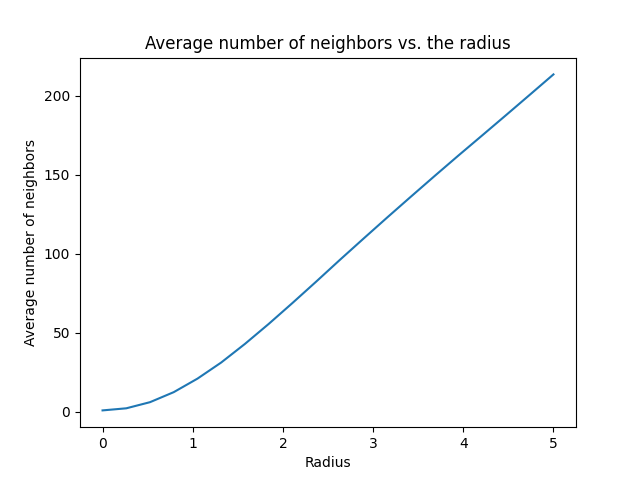 Average number of neighbors vs. the radius
200
150
100
50
0
Average number of neighbors
0 1 2 3 4 5
Radius